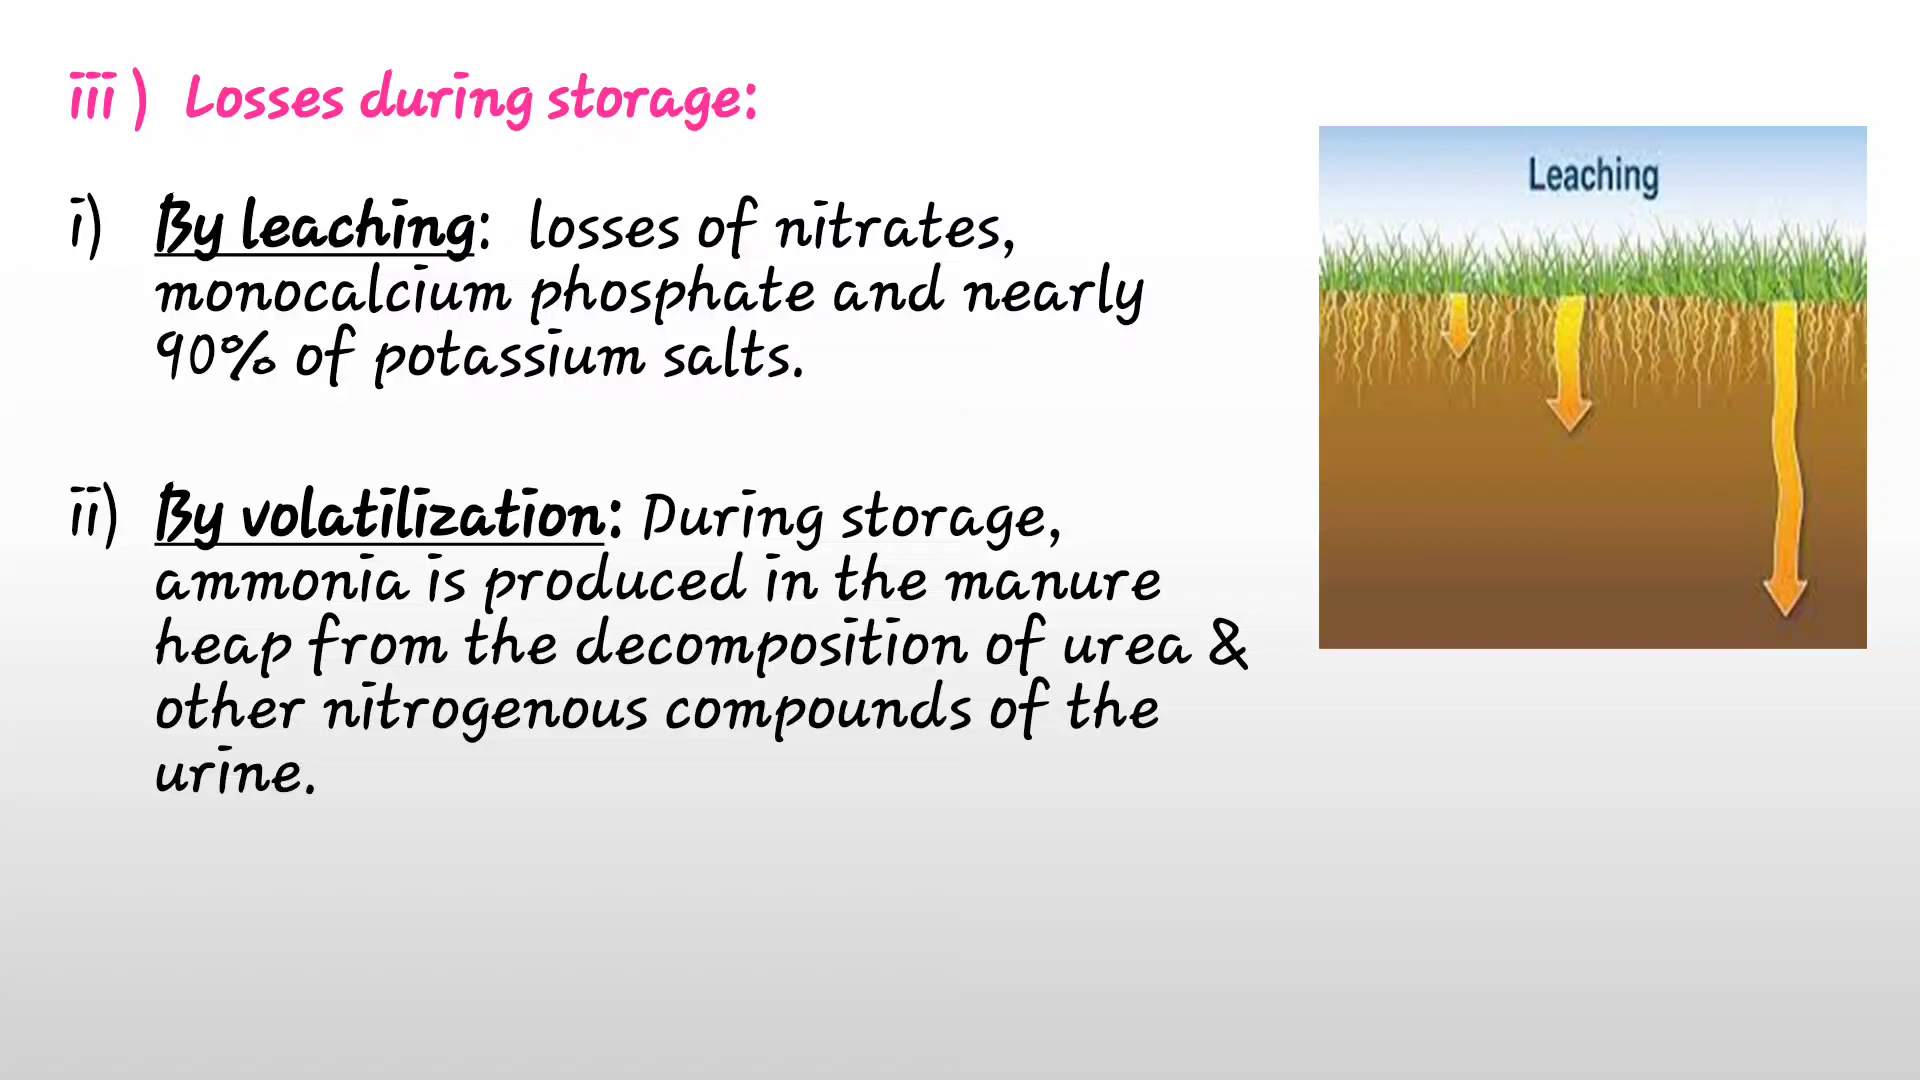 iii ) Losses during storage:
i) By leaching: losses of nitrates,
monocalcium phosphate and nearly
90% of potassium salts.
ii) By volatilization: During storage,
ammonia is produced in the manure
heap from the decomposition of urea &
other nitrogenous compounds of the
urine.
Leaching